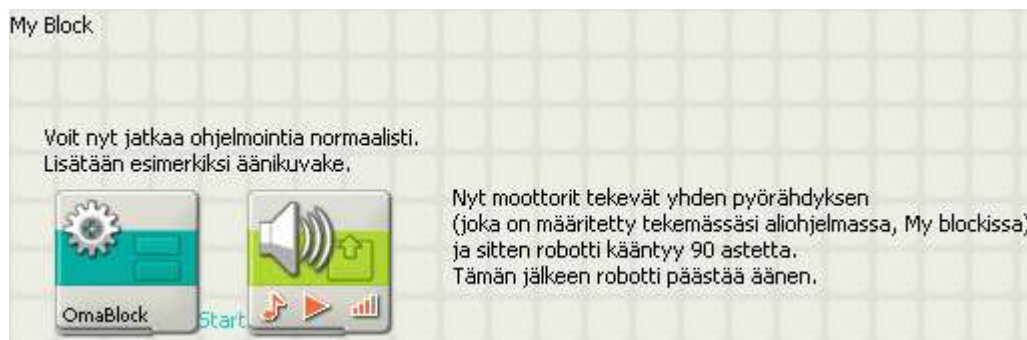 My Block
Voit nyt jatkaa ohjelmointia normaalisti.
Lisätään esimerkiksi äänikuvake.
Nyt moottorit tekevät yhden pyörähdyksen
(joka on määritetty tekemässäsi aliohjelmassa, My blockissa)
ja sitten robotti kääntyy 90 astetta.
Tämän jälkeen robotti päästää äänen.
OmaBlock
Start